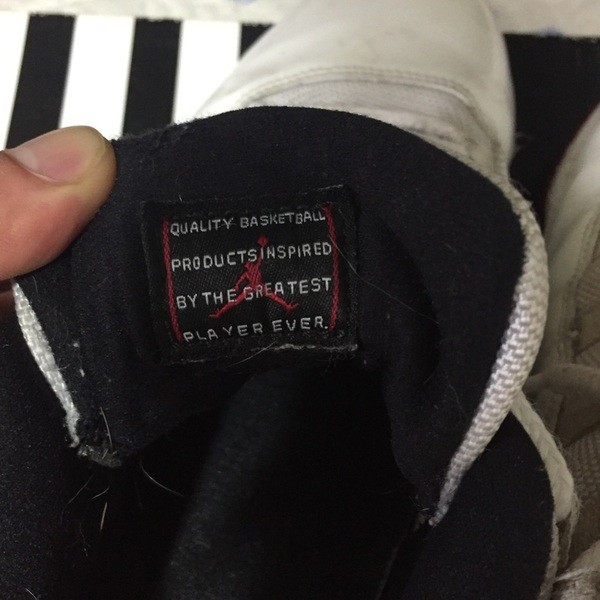 QUALITY BASKETBALL
PRODUCTS INSPIRED
BY THE GREATEST
PLAYER EVER.